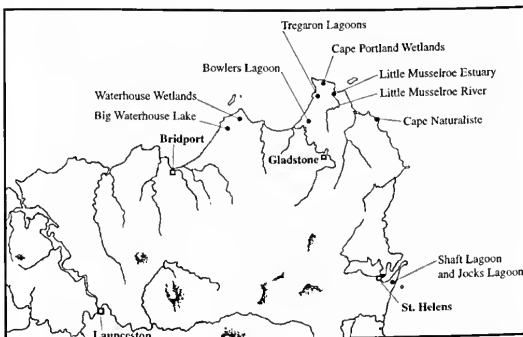 Tregaron Lagoons
Cape Portland Wetlands
Bowlers Lagoon
Little Musselroe Estuary
Waterhouse Wetlands
Little Musselroe River
Big Waterhouse Lake
Cape Naturaliste
Bridport
Gladstone
Shaft Lagoon
and Jocks Lagoon
St. Helens
Launceston